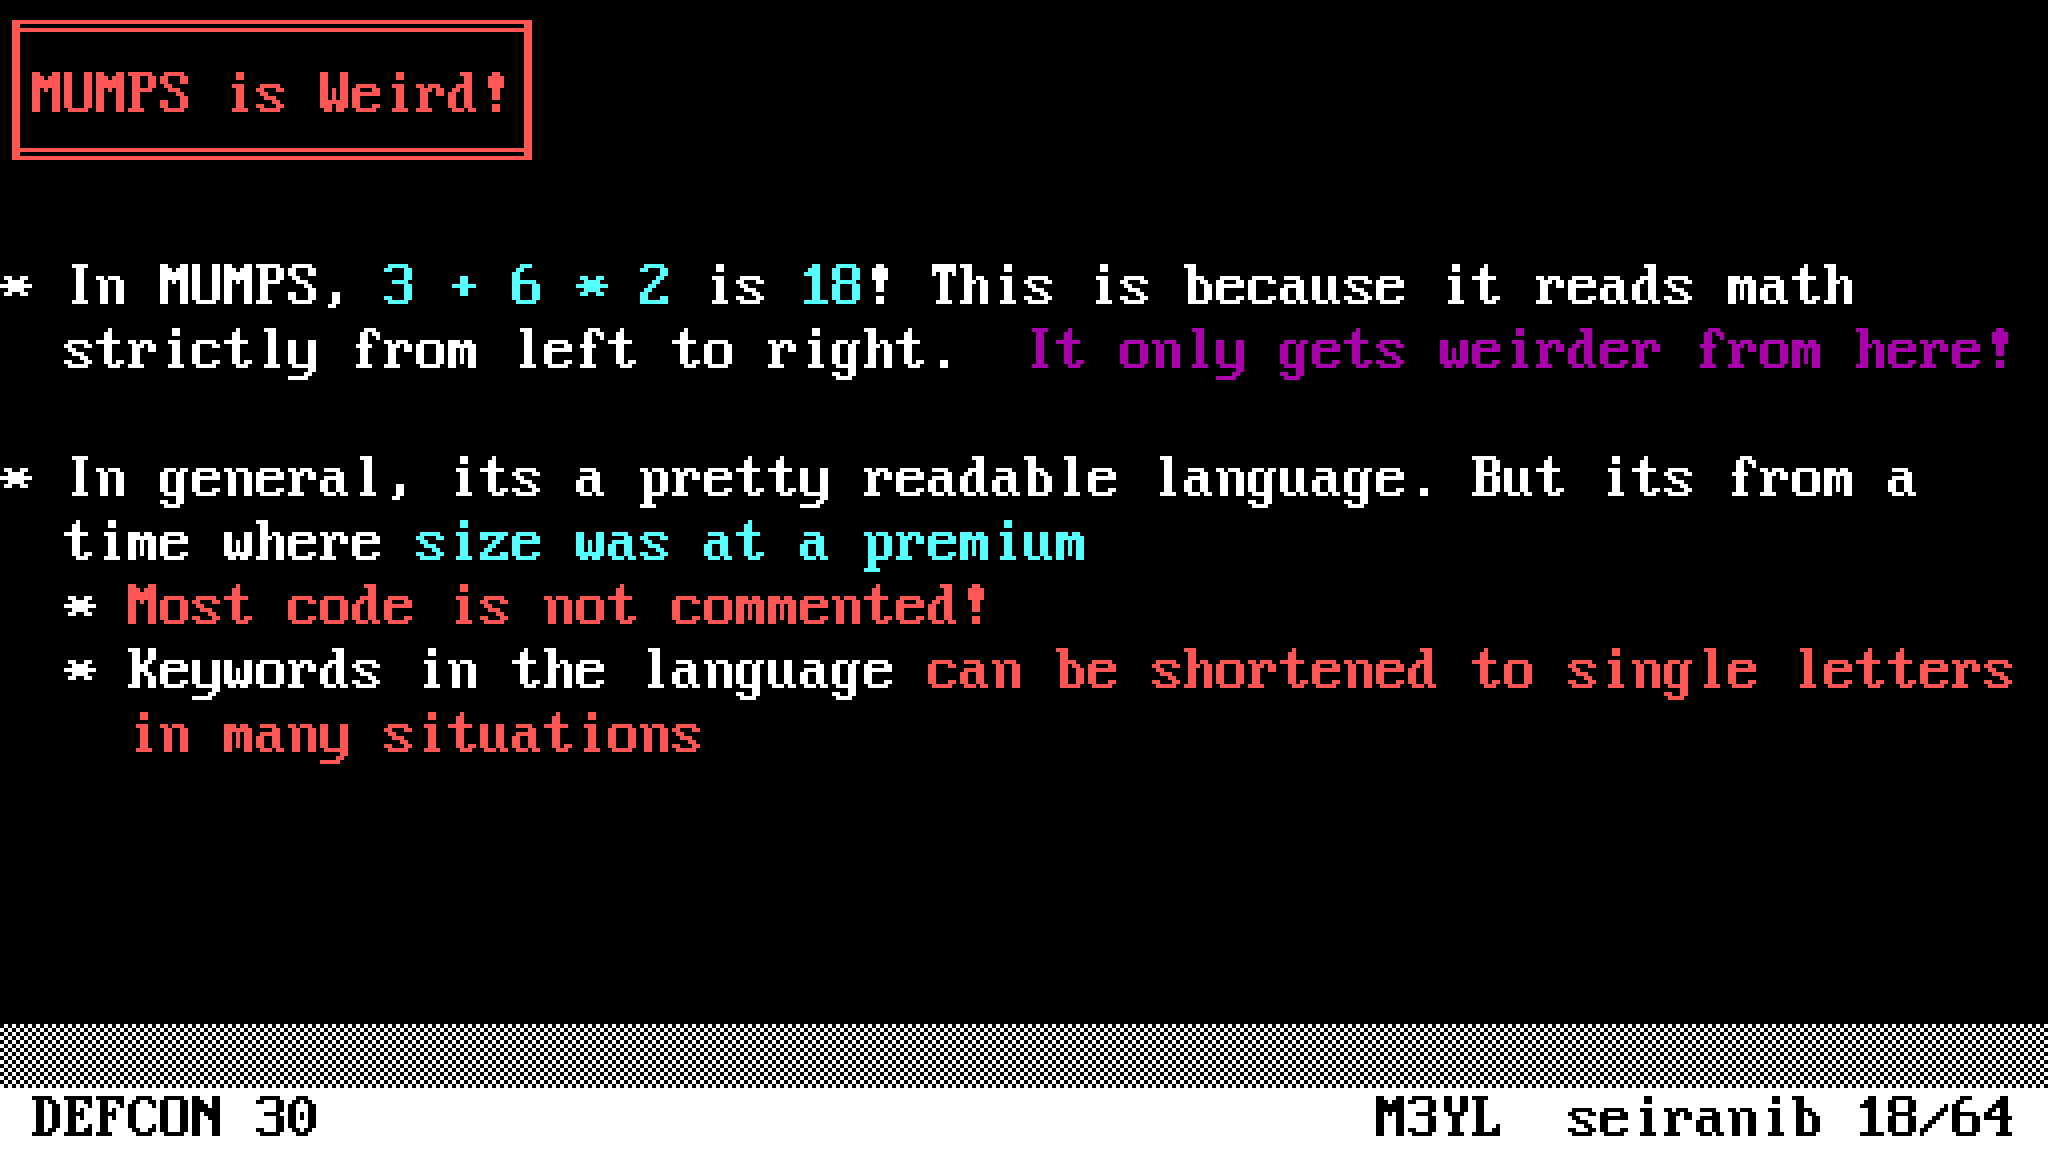 MUMPS is Weird!
* In MUMPS, 3 + 6 * 2 is 18! This is because it reads math
strictly from left to right.  It only gets weirder from here!
* In general, its a pretty readable language. But its from a
time where size was at a premium
* Most code is not commented!
* Keywords in the language can be shortened to single letters
in many situations
DEFCON 30
M3YL  seiranib 18/64